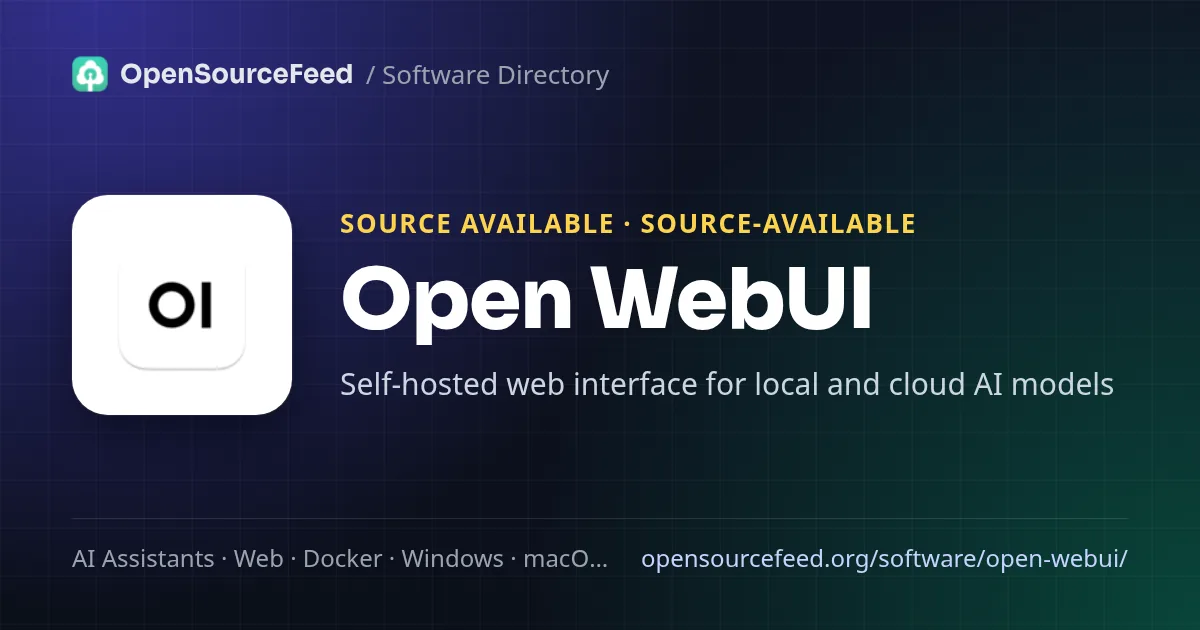 OpenSourceFeed / Software Directory
SOURCE AVAILABLE · SOURCE-AVAILABLE
OI
Open WebUI
Self-hosted web interface for local and cloud AI models
AI Assistants · Web · Docker · Windows · macO... opensourcefeed.org/software/open-webui/